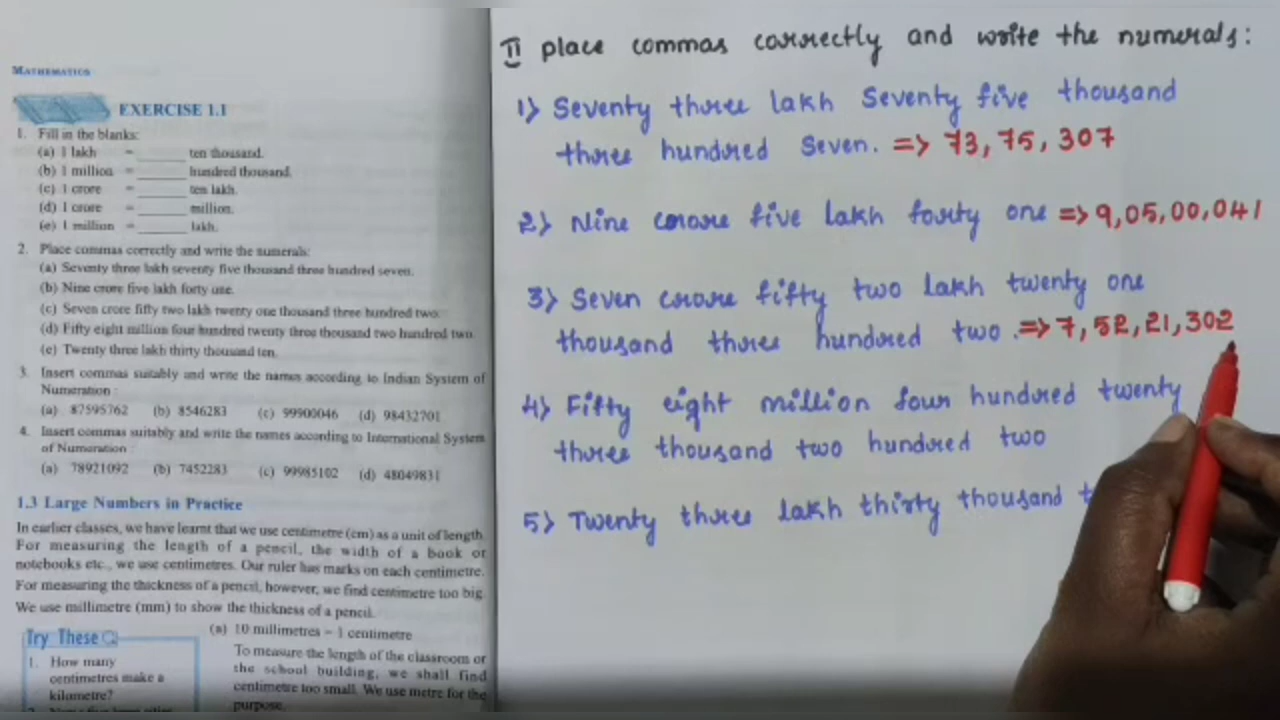 MATHEMATICS
EXERCISE 1.1
1. Fill in the blanks:
(a) 1 lakh = ______ ten thousand.
(b) 1 million = ______ hundred thousand.
(c) 1 crore = ______ ten lakh.
(d) 1 crore = ______ million.
(e) 1 million = ______ lakh.
2. Place commas correctly and write the numerals:
(a) Seventy three lakh seventy five thousand three hundred seven.
(b) Nine crore five lakh forty one.
(c) Seven crore fifty two lakh twenty one thousand three hundred two.
(d) Fifty eight million four hundred twenty three thousand two hundred two.
(e) Twenty three lakh thirty thousand ten.
3. Insert commas suitably and write the names according to Indian System of
Numeration :
(a) 87595762 (b) 8546283 (c) 99900046 (d) 98432701
4. Insert commas suitably and write the names according to International System
of Numeration :
(a) 78921092 (b) 7452283 (c) 99985102 (d) 48049831
1.3 Large Numbers in Practice
In earlier classes, we have learnt that we use centimetre (cm) as a unit of length.
For measuring the length of a pencil, the width of a book or
notebooks etc., we use centimetres. Our ruler has marks on each centimetre.
For measuring the thickness of a pencil, however, we find centimetre too big.
We use millimetre (mm) to show the thickness of a pencil.
Try These
1. How many
centimetres make a
kilometre?
(a) 10 millimetres = 1 centimetre
To measure the length of the classroom or
the school building, we shall find
centimetre too small. We use metre for the
purpose.
II place commas correctly and write the numerals:
1) Seventy three lakh Seventy five thousand
three hundred Seven. => 73,75,307
2) Nine crore five lakh forty one => 9,05,00,041
3) Seven crore fifty two lakh twenty one
thousand three hundred two. => 7,52,21,302
4) Fifty eight million four hundred twenty
three thousand two hundred two
5) Twenty three lakh thirty thousand t